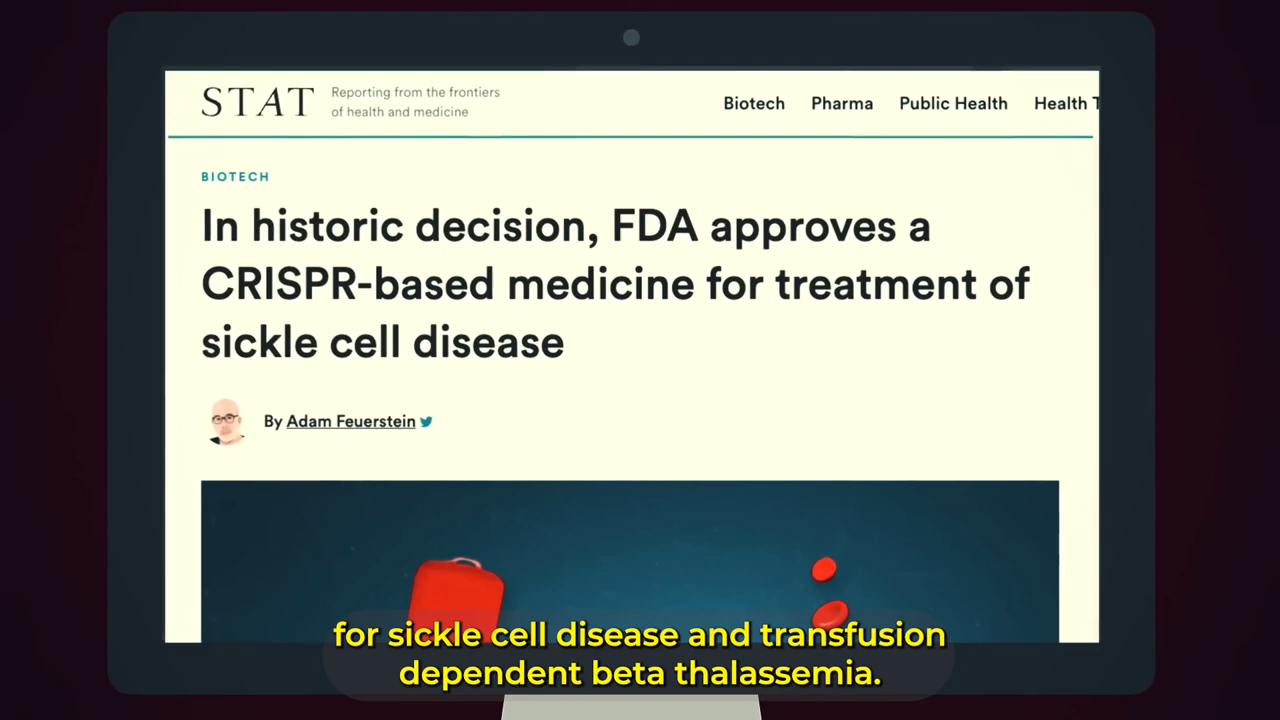 STAT
Reporting from the frontiers
of health and medicine
Biotech Pharma Public Health Health T
BIOTECH
In historic decision, FDA approves a
CRISPR-based medicine for treatment of
sickle cell disease
By Adam Feuerstein
for sickle cell disease and transfusion
dependent beta thalassemia.